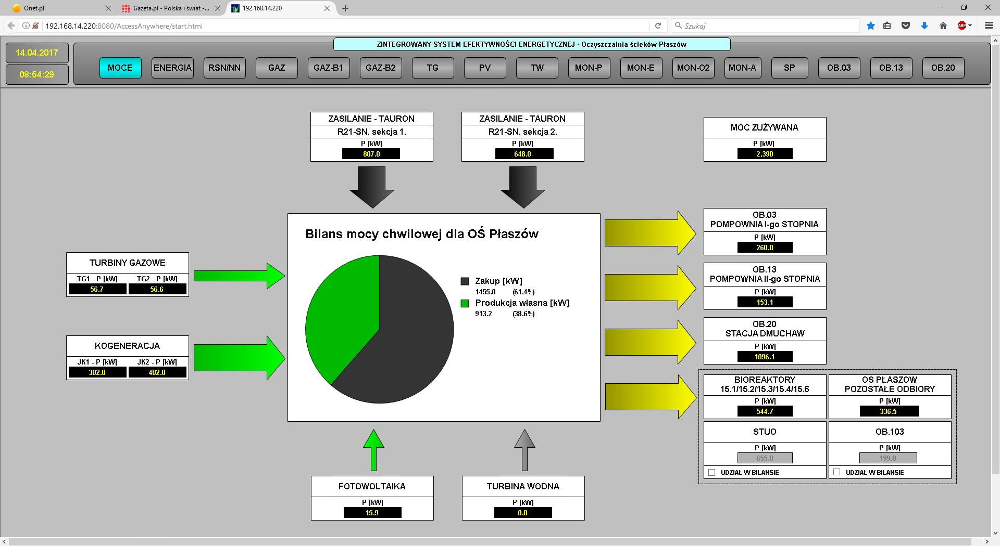 Onet.pl
Gazeta.pl - Polska i świat -...
192.168.14.220
192.168.14.220:8080/AccessAnywhere/start.html
Szukaj
ABP
ZINTEGROWANY SYSTEM EFEKTYWNOŚCI ENERGETYCZNEJ · Oczyszczalnia ścieków Płaszów
14.04.2017
08:54:29
MOCE
ENERGIA
RSN/NN
GAZ
GAZ-B1
GAZ-B2
TG
PV
TW
MON-P
MON-E
MON-O2
MON-A
SP
OB.03
OB.13
OB.20
ZASILANIE - TAURON
R21-SN, sekcja 1.
P [kW]
807.0
ZASILANIE - TAURON
R21-SN, sekcja 2.
P [kW]
648.0
MOC ZUŻYWANA
P [kW]
2,390
TURBINY GAZOWE
TG1 - P [kW]
TG2 - P [kW]
56.7
56.6
KOGENERACJA
JK1 - P [kW]
JK2 - P [kW]
382.0
402.0
Bilans mocy chwilowej dla OŚ Płaszów
Zakup [kW]
1455.0 (61.4%)
Produkcja własna [kW]
913.2 (38.6%)
OB.03
POMPOWNIA I-go STOPNIA
P [kW]
260.0
OB.13
POMPOWNIA II-go STOPNIA
P [kW]
153.1
OB.20
STACJA DMUCHAW
P [kW]
1096.1
BIOREAKTORY
15.1/15.2/15.3/15.4/15.6
P [kW]
544.7
OS PŁASZOW
POZOSTAŁE ODBIORY
P [kW]
336.5
STUO
P [kW]
655.0
UDZIAŁ W BILANSIE
OB.103
P [kW]
199.0
UDZIAŁ W BILANSIE
FOTOWOLTAIKA
P [kW]
15.9
TURBINA WODNA
P [kW]
0.0